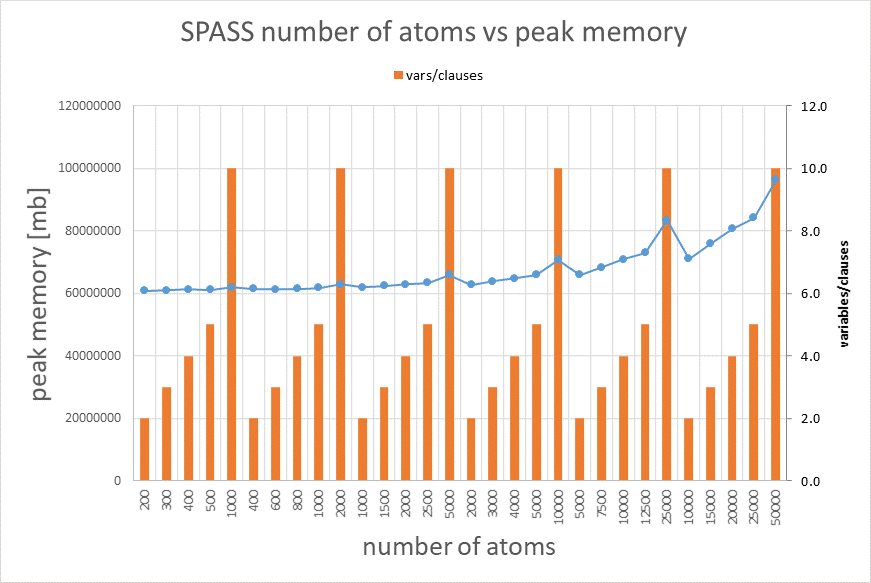 SPASS number of atoms vs peak memory
vars/clauses
120000000
100000000
80000000
60000000
40000000
20000000
0
peak memory [mb]
12.0
10.0
8.0
6.0
4.0
2.0
0.0
variables/clauses
200 300 400 500 1000 400 600 800 1000 2000 1000 1500 2000 2500 5000 2000 3000 4000 5000 10000 5000 7500 10000 12500 25000 10000 15000 20000 25000 50000
number of atoms